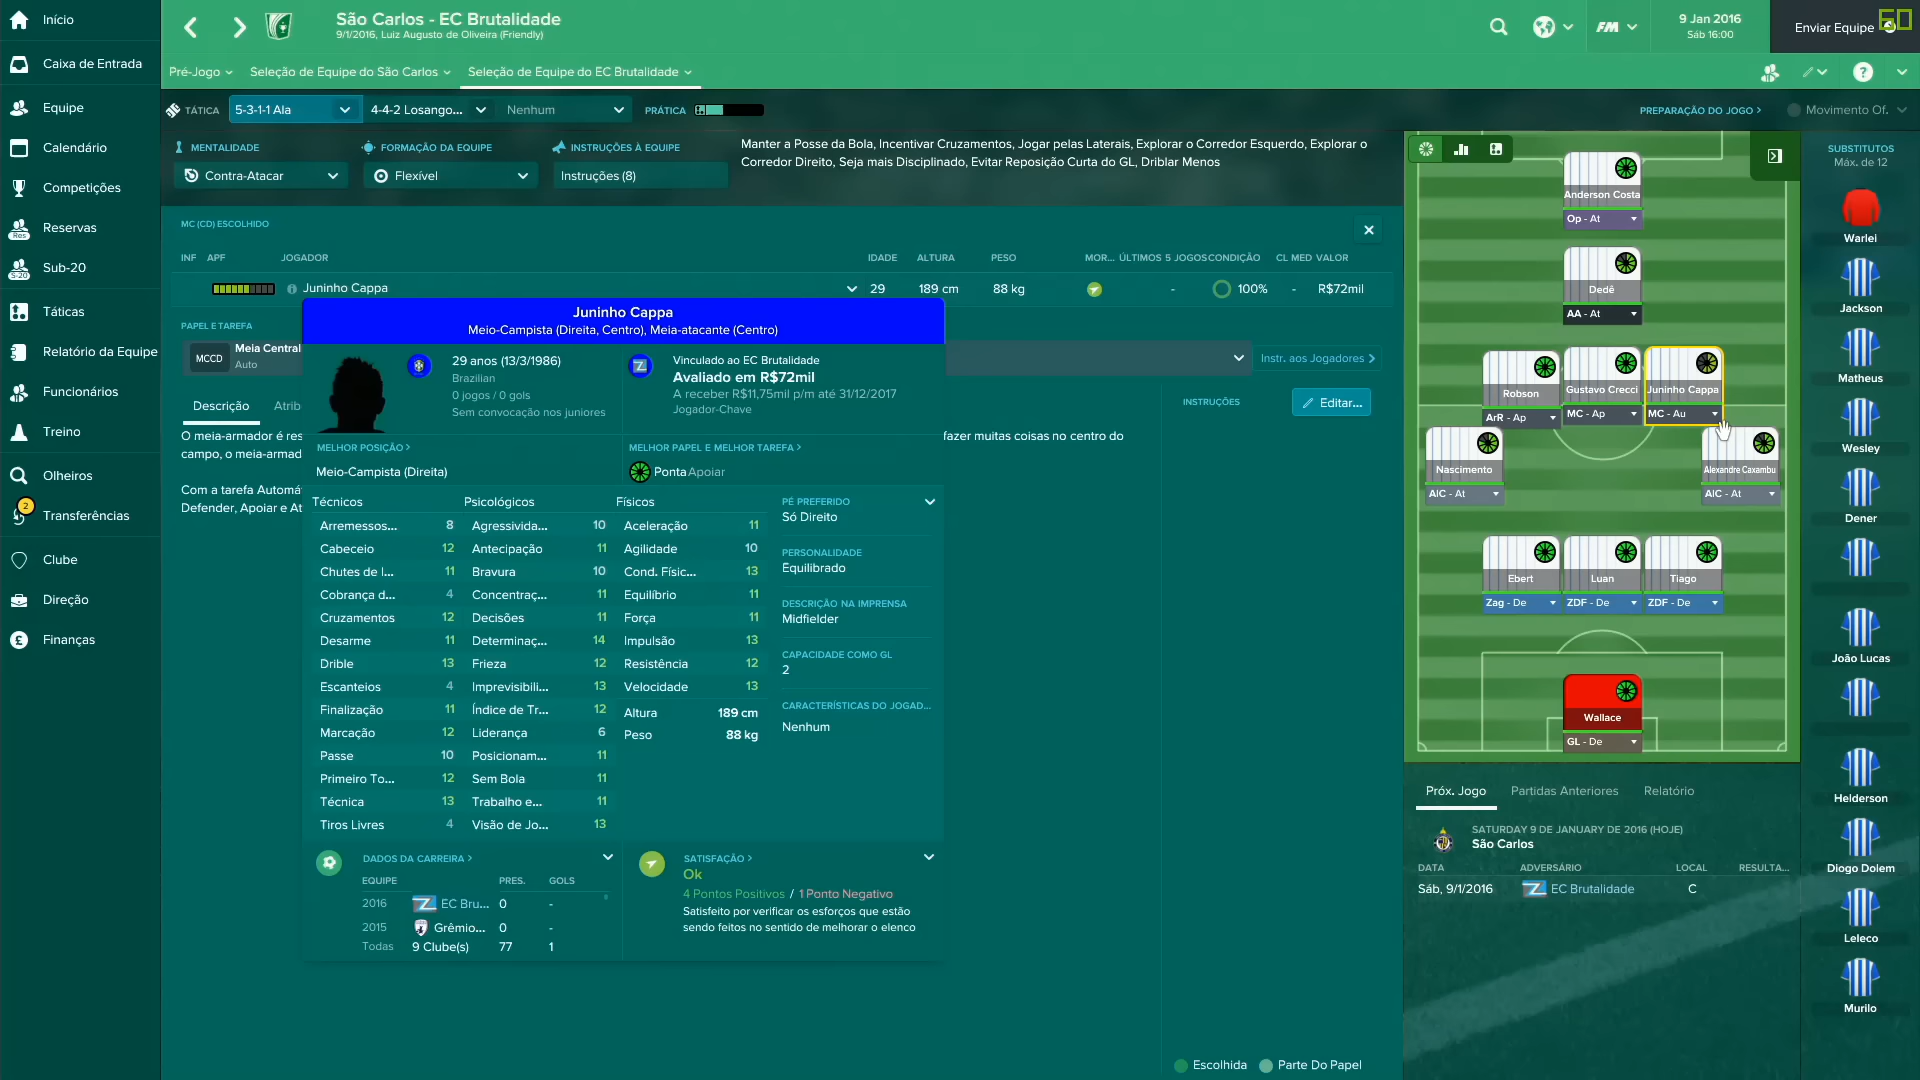 Início
Caixa de Entrada
Equipe
Calendário
Competições
Res
Reservas
S-20
Sub-20
Táticas
Relatório da Equipe
Funcionários
Treino
Olheiros
2
Transferências
Clube
Direção
Finanças
São Carlos - EC Brutalidade
9/1/2016, Luiz Augusto de Oliveira (Friendly)
FM
9 Jan 2016
Sáb 16:00
Enviar Equipe
60
Pré-Jogo
Seleção de Equipe do São Carlos
Seleção de Equipe do EC Brutalidade
TÁTICA
5-3-1-1 Ala
4-4-2 Losango...
Nenhum
PRÁTICA
PREPARAÇÃO DO JOGO >
Movimento Of.
MENTALIDADE
Contra-Atacar
FORMAÇÃO DA EQUIPE
Flexível
INSTRUÇÕES À EQUIPE
Instruções (8)
Manter a Posse da Bola, Incentivar Cruzamentos, Jogar pelas Laterais, Explorar o Corredor Esquerdo, Explorar o
Corredor Direito, Seja mais Disciplinado, Evitar Reposição Curta do GL, Driblar Menos
MC (CD) ESCOLHIDO
INF APF JOGADOR IDADE ALTURA PESO MOR... ÚLTIMOS 5 JOGOS CONDIÇÃO CL MED VALOR
Juninho Cappa 29 189 cm 88 kg - 100% - R$72mil
PAPEL E TAREFA
MCCD
Meia Central
Auto
Instr. aos Jogadores >
Descrição
Atrib
INSTRUÇÕES
Editar...
O meia-armador é res
fazer muitas coisas no centro do
campo, o meia-armad
Com a tarefa Automá
Defender, Apoiar e At
Juninho Cappa
Meio-Campista (Direita, Centro), Meia-atacante (Centro)
29 anos (13/3/1986)
Brazilian
0 jogos / 0 gols
Sem convocação nos juniores
Vinculado ao EC Brutalidade
Avaliado em R$72mil
A receber R$11,75mil p/m até 31/12/2017
Jogador-Chave
MELHOR POSIÇÃO >
Meio-Campista (Direita)
MELHOR PAPEL E MELHOR TAREFA >
Ponta Apoiar
Técnicos Psicológicos Físicos
Arremessos... 8 Agressivida... 10 Aceleração 11
Cabeceio 12 Antecipação 11 Agilidade 10
Chutes de l... 11 Bravura 10 Cond. Físic... 13
Cobrança d... 4 Concentraç... 11 Equilíbrio 11
Cruzamentos 12 Decisões 11 Força 11
Desarme 11 Determinaç... 14 Impulsão 13
Drible 13 Frieza 12 Resistência 12
Escanteios 4 Imprevisibili... 13 Velocidade 13
Finalização 11 Índice de Tr... 12 Altura 189 cm
Marcação 12 Liderança 6 Peso 88 kg
Passe 10 Posicionam... 11
Primeiro To... 12 Sem Bola 11
Técnica 13 Trabalho e... 11
Tiros Livres 4 Visão de Jo... 13
PÉ PREFERIDO
Só Direito
PERSONALIDADE
Equilibrado
DESCRIÇÃO NA IMPRENSA
Midfielder
CAPACIDADE COMO GL
2
CARACTERÍSTICAS DO JOGAD...
Nenhum
DADOS DA CARREIRA >
EQUIPE PRES. GOLS
2016 EC Bru... 0 -
2015 Grêmio... 0 -
Todas 9 Clube(s) 77 1
SATISFAÇÃO >
Ok
4 Pontos Positivos / 1 Ponto Negativo
Satisfeito por verificar os esforços que estão
sendo feitos no sentido de melhorar o elenco
Escolhida
Parte Do Papel
Anderson Costa
Op - At
Dedê
AA - At
Robson
ArR - Ap
Gustavo Crecci
MC - Ap
Juninho Cappa
MC - Au
Nascimento
AlC - At
Alexandre Caxambu
AlC - At
Ebert
Zag - De
Luan
ZDF - De
Tiago
ZDF - De
Wallace
GL - De
Próx. Jogo
Partidas Anteriores
Relatório
SATURDAY 9 DE JANUARY DE 2016 (HOJE)
São Carlos
DATA ADVERSÁRIO LOCAL RESULTA...
Sáb, 9/1/2016 EC Brutalidade C
SUBSTITUTOS
Máx. de 12
Warlei
Jackson
Matheus
Wesley
Dener
João Lucas
Helderson
Diogo Dolem
Leleco
Murilo